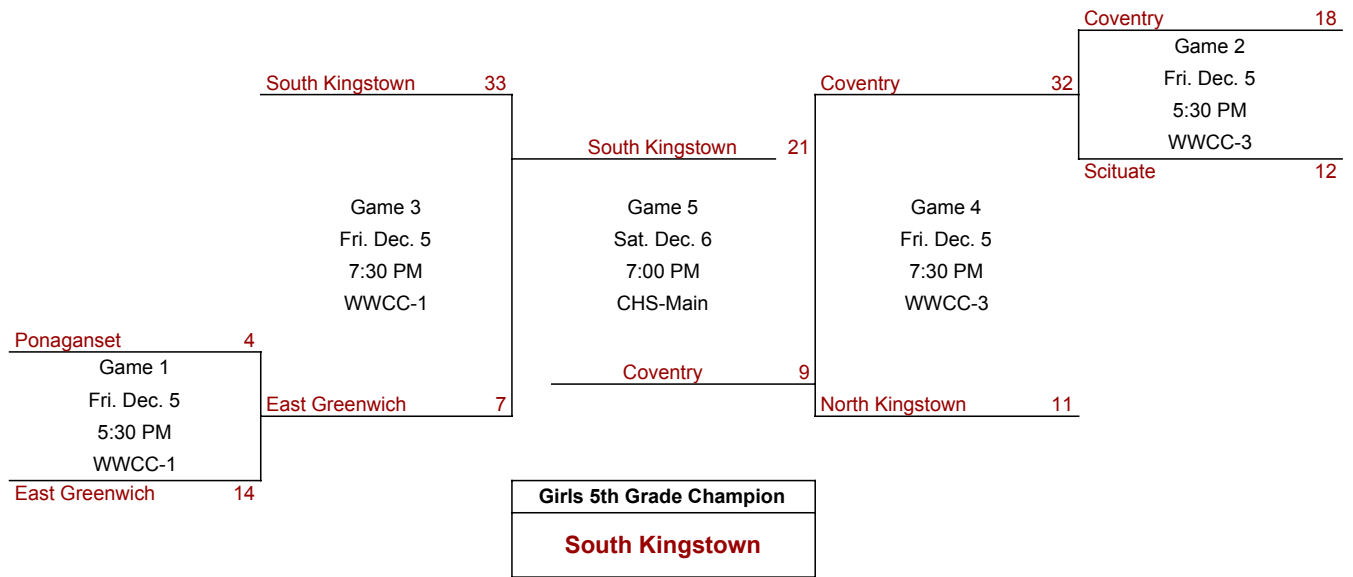 Coventry 18
Game 2
Fri. Dec. 5
5:30 PM
WWCC-3
Scituate 12
South Kingstown 33
Coventry 32
South Kingstown 21
Game 3
Fri. Dec. 5
7:30 PM
WWCC-1
Game 5
Sat. Dec. 6
7:00 PM
CHS-Main
Game 4
Fri. Dec. 5
7:30 PM
WWCC-3
Ponaganset 4
Game 1
Fri. Dec. 5
5:30 PM
WWCC-1
East Greenwich 14
East Greenwich 7
Coventry 9
North Kingstown 11
Girls 5th Grade Champion
South Kingstown